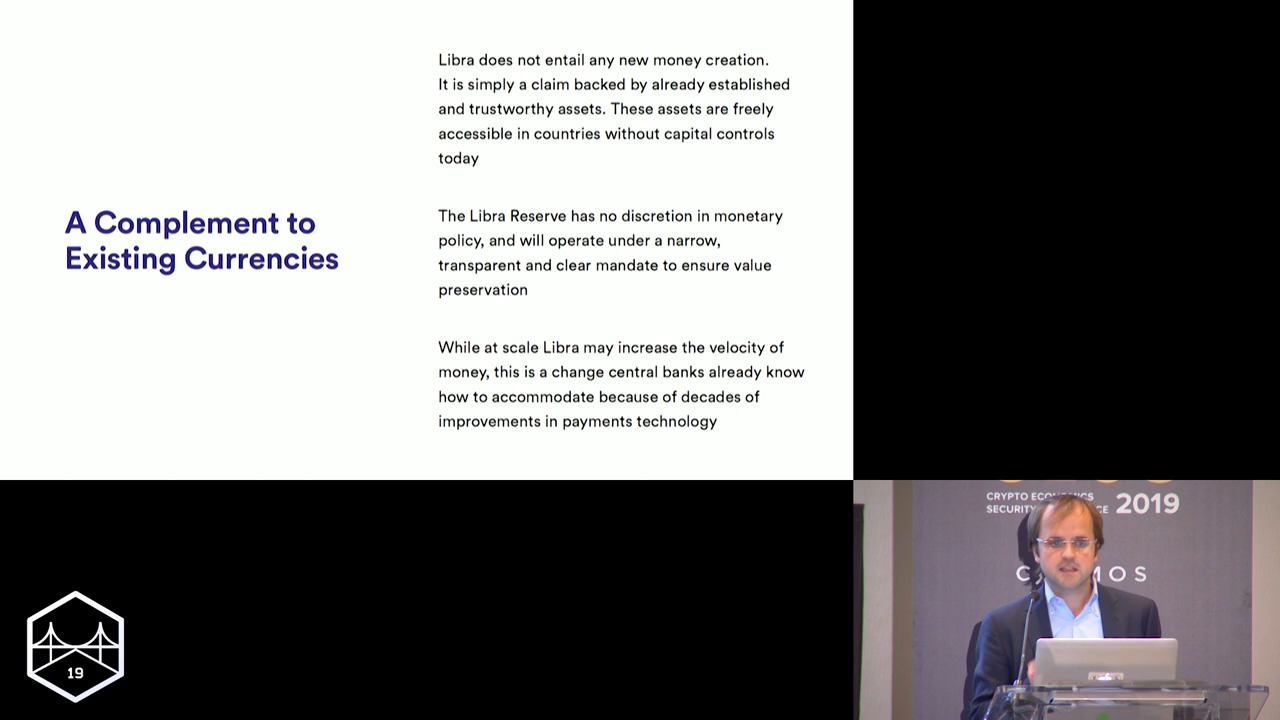 A Complement to
Existing Currencies
Libra does not entail any new money creation.
It is simply a claim backed by already established
and trustworthy assets. These assets are freely
accessible in countries without capital controls
today
The Libra Reserve has no discretion in monetary
policy, and will operate under a narrow,
transparent and clear mandate to ensure value
preservation
While at scale Libra may increase the velocity of
money, this is a change central banks already know
how to accommodate because of decades of
improvements in payments technology
CRYPTO ECONOMICS
SECURITY
2019
19